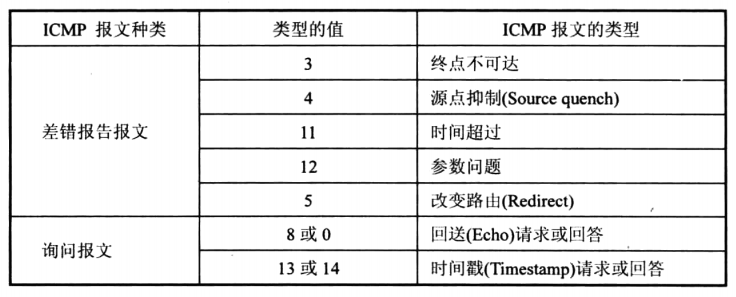 ICMP 报文种类 类型的值 ICMP 报文的类型
差错报告报文 3 终点不可达
4 源点抑制(Source quench)
11 时间超过
12 参数问题
5 改变路由(Redirect)
询问报文 8 或 0 回送(Echo)请求或回答
13 或 14 时间戳(Timestamp)请求或回答